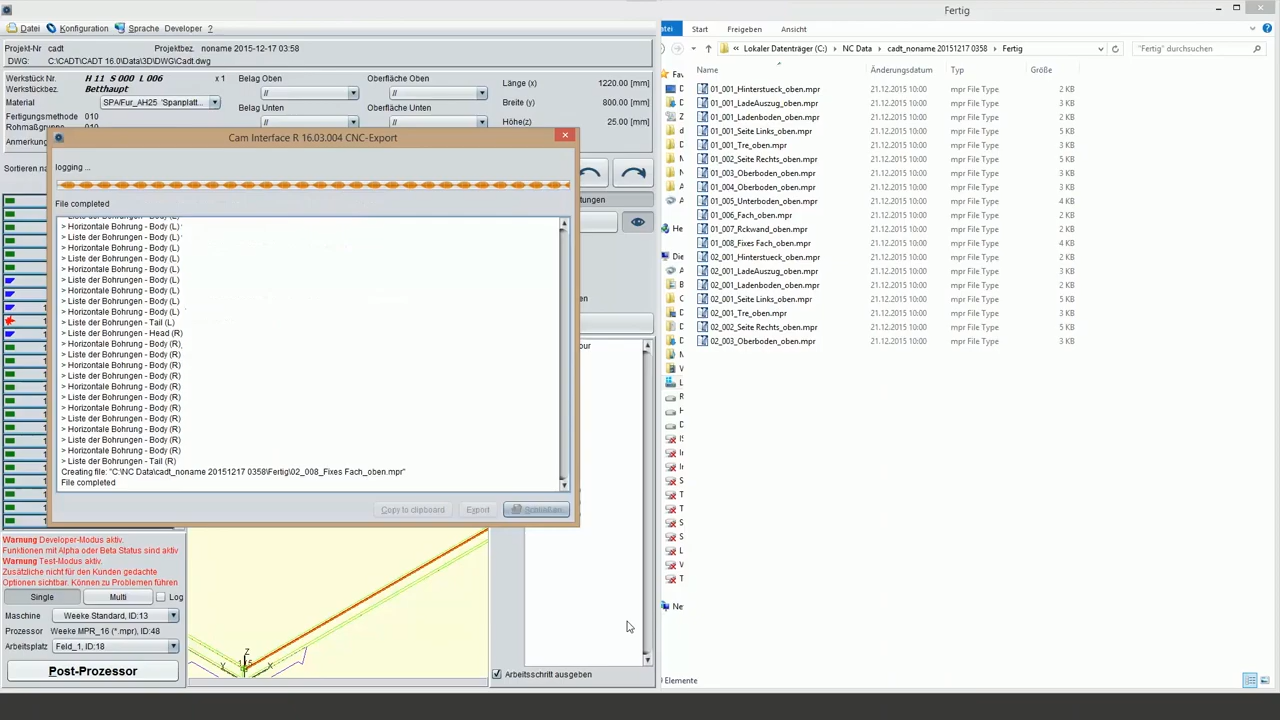 Fertig
Datei Konfiguration Sprache Developer ?
Projekt-Nr cadt Projektbez. noname 2015-12-17 03:58
DWG: C:\CADT\CADT 16.0\Data\3D\DWG\Cadt.dwg
Werkstück Nr H 11 S 000 L 006 x 1 Belag Oben Oberfläche Oben Länge (x) 1220.00 [mm]
Werkstückbez. Betthaupt // //
Material SPA/Fur_AH25 'Spanplatt... Belag Unten Oberfläche Unten Breite (y) 800.00 [mm]
Fertigungsmethode 010 // // Höhe(z) 25.00 [mm]
Rohmaßgrup 010
Anmerkung
Sortieren na
Cam Interface R 16.03.004 CNC-Export
logging ...
File completed
> Liste der Bohrungen - Body (L)
> Horizontale Bohrung - Body (L)
> Liste der Bohrungen - Body (L)
> Horizontale Bohrung - Body (L)
> Liste der Bohrungen - Body (L)
> Horizontale Bohrung - Body (L)
> Liste der Bohrungen - Body (L)
> Horizontale Bohrung - Body (L)
> Liste der Bohrungen - Body (L)
> Horizontale Bohrung - Body (L)
> Liste der Bohrungen - Tail (L)
> Liste der Bohrungen - Head (R)
> Horizontale Bohrung - Body (R)
> Liste der Bohrungen - Body (R)
> Horizontale Bohrung - Body (R)
> Liste der Bohrungen - Body (R)
> Horizontale Bohrung - Body (R)
> Liste der Bohrungen - Body (R)
> Horizontale Bohrung - Body (R)
> Liste der Bohrungen - Body (R)
> Horizontale Bohrung - Body (R)
> Liste der Bohrungen - Body (R)
> Horizontale Bohrung - Body (R)
> Liste der Bohrungen - Tail (R)
Creating file: "C:\NC Data\cadt_noname 20151217 0358\Fertig\02_008_Fixes Fach_oben.mpr"
File completed
Copy to clipboard Export Schließen
Warnung Developer-Modus aktiv.
Funktionen mit Alpha oder Beta Status sind aktiv
Warnung Test-Modus aktiv.
Zusätzliche nicht für den Kunden gedachte
Optionen sichtbar. Können zu Problemen führen
Single Multi Log
Maschine Weeke Standard, ID:13
Prozessor Weeke MPR_16 (*.mpr), ID:48
Arbeitsplatz Feld_1, ID:18
Post-Prozessor
Z
Y X
Arbeitsschritt ausgeben
atei Start Freigeben Ansicht
« Lokaler Datenträger (C:) NC Data cadt_noname 20151217 0358 Fertig "Fertig" durchsuchen
Name Änderungsdatum Typ Größe
01_001_Hinterstueck_oben.mpr 21.12.2015 10:00 mpr File Type 2 KB
01_001_LadeAuszug_oben.mpr 21.12.2015 10:00 mpr File Type 3 KB
01_001_Ladenboden_oben.mpr 21.12.2015 10:00 mpr File Type 2 KB
01_001_Seite Links_oben.mpr 21.12.2015 10:00 mpr File Type 5 KB
01_001_Tre_oben.mpr 21.12.2015 10:00 mpr File Type 3 KB
01_002_Seite Rechts_oben.mpr 21.12.2015 10:00 mpr File Type 5 KB
01_003_Oberboden_oben.mpr 21.12.2015 10:00 mpr File Type 3 KB
01_004_Oberboden_oben.mpr 21.12.2015 10:00 mpr File Type 3 KB
01_005_Unterboden_oben.mpr 21.12.2015 10:00 mpr File Type 4 KB
01_006_Fach_oben.mpr 21.12.2015 10:00 mpr File Type 2 KB
01_007_Rckwand_oben.mpr 21.12.2015 10:00 mpr File Type 2 KB
01_008_Fixes Fach_oben.mpr 21.12.2015 10:00 mpr File Type 4 KB
02_001_Hinterstueck_oben.mpr 21.12.2015 10:00 mpr File Type 2 KB
02_001_LadeAuszug_oben.mpr 21.12.2015 10:00 mpr File Type 3 KB
02_001_Ladenboden_oben.mpr 21.12.2015 10:00 mpr File Type 2 KB
02_001_Seite Links_oben.mpr 21.12.2015 10:00 mpr File Type 5 KB
02_001_Tre_oben.mpr 21.12.2015 10:00 mpr File Type 3 KB
02_002_Seite Rechts_oben.mpr 21.12.2015 10:00 mpr File Type 5 KB
02_003_Oberboden_oben.mpr 21.12.2015 10:00 mpr File Type 3 KB
Elemente